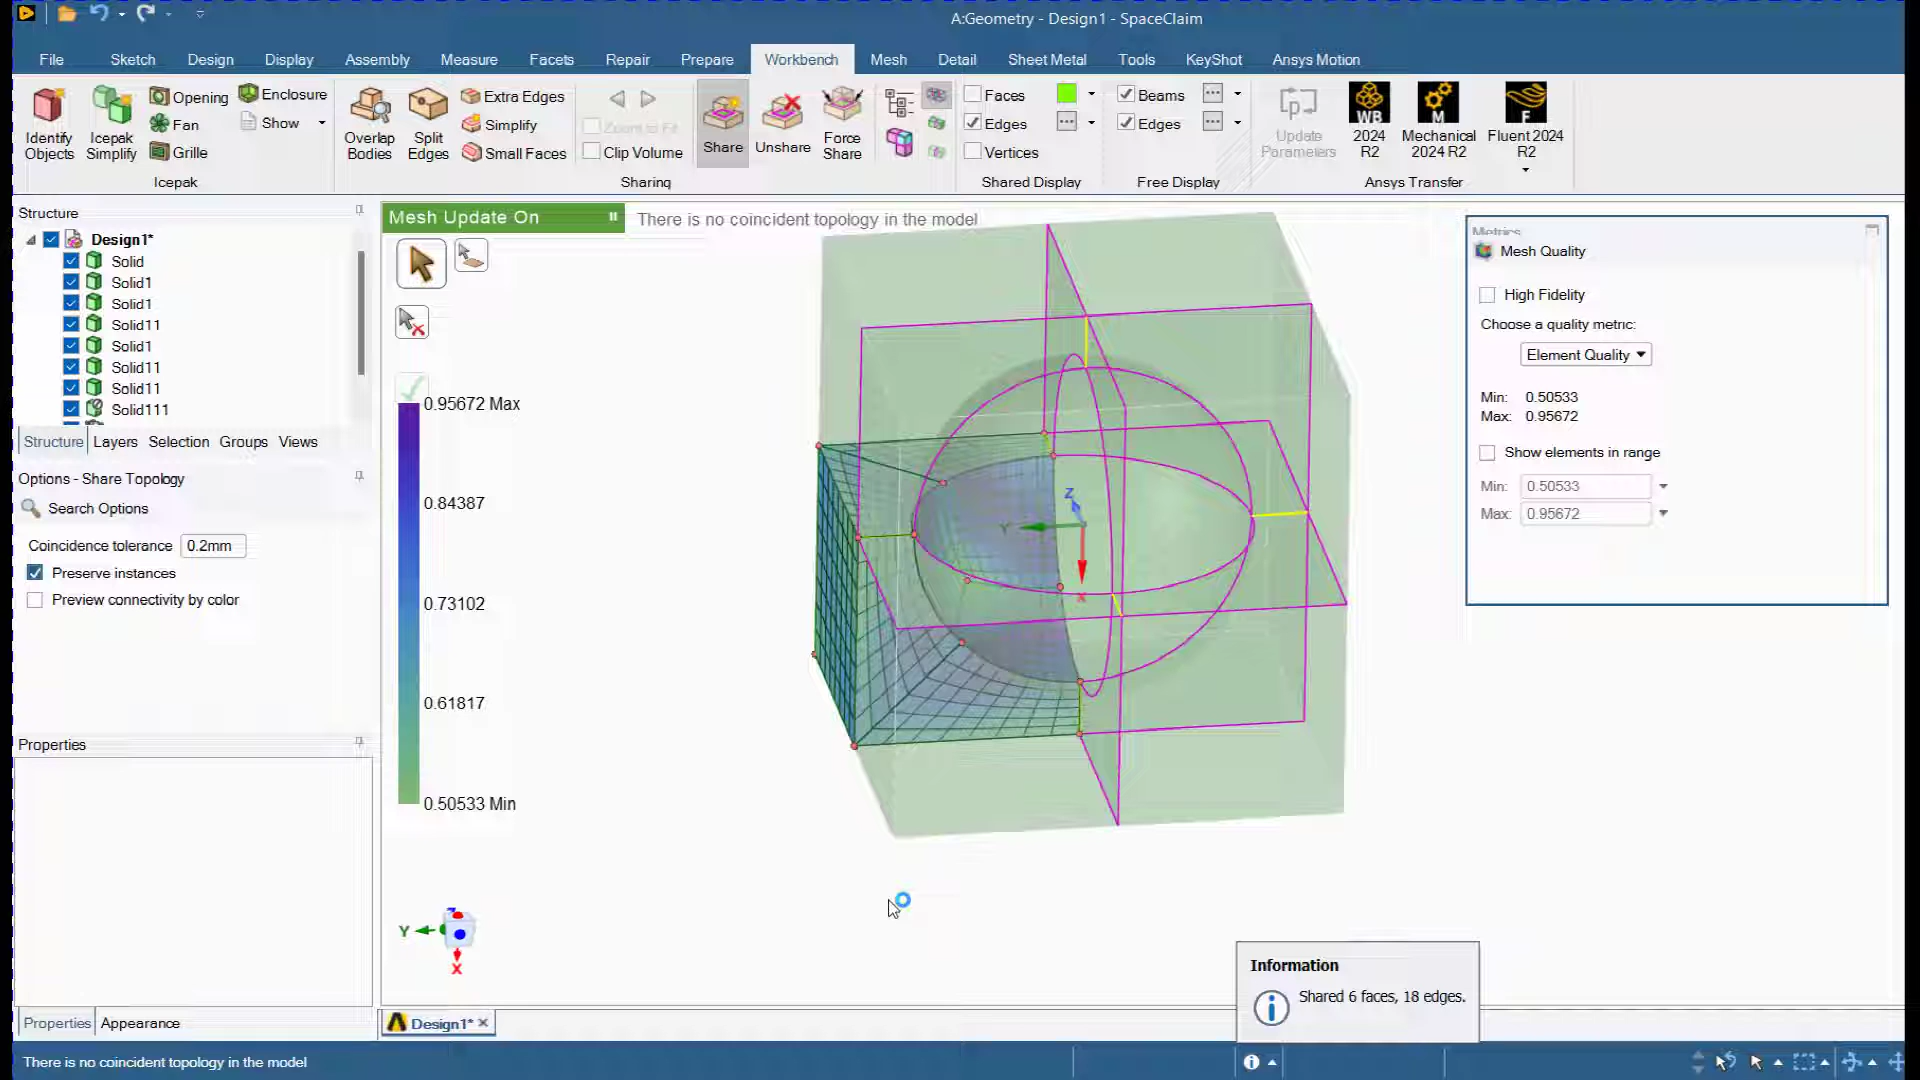 A:Geometry - Design1 - SpaceClaim
File Sketch Design Display Assembly Measure Facets Repair Prepare Workbench Mesh Detail Sheet Metal Tools KeyShot Ansys Motion
Identify Objects
Icepak Simplify
Opening
Fan
Grille
Enclosure
Show
Icepak
Overlap Bodies
Split Edges
Extra Edges
Simplify
Small Faces
Zoom to Fit
Clip Volume
Share
Unshare
Force Share
Sharing
Faces
Edges
Vertices
Shared Display
Beams
Edges
Free Display
Update Parameters
WB
2024 R2
M
Mechanical 2024 R2
F
Fluent 2024 R2
Ansys Transfer
Structure
Design1*
Solid
Solid1
Solid1
Solid11
Solid1
Solid11
Solid11
Solid111
Structure Layers Selection Groups Views
Options - Share Topology
Search Options
Coincidence tolerance 0.2mm
Preserve instances
Preview connectivity by color
Properties
Properties Appearance
Mesh Update On
There is no coincident topology in the model
0.95672 Max
0.84387
0.73102
0.61817
0.50533 Min
Z
Y
X
Y
X
Metrics
Mesh Quality
High Fidelity
Choose a quality metric:
Element Quality
Min: 0.50533
Max: 0.95672
Show elements in range
Min: 0.50533
Max: 0.95672
Information
Shared 6 faces, 18 edges.
Design1*
There is no coincident topology in the model